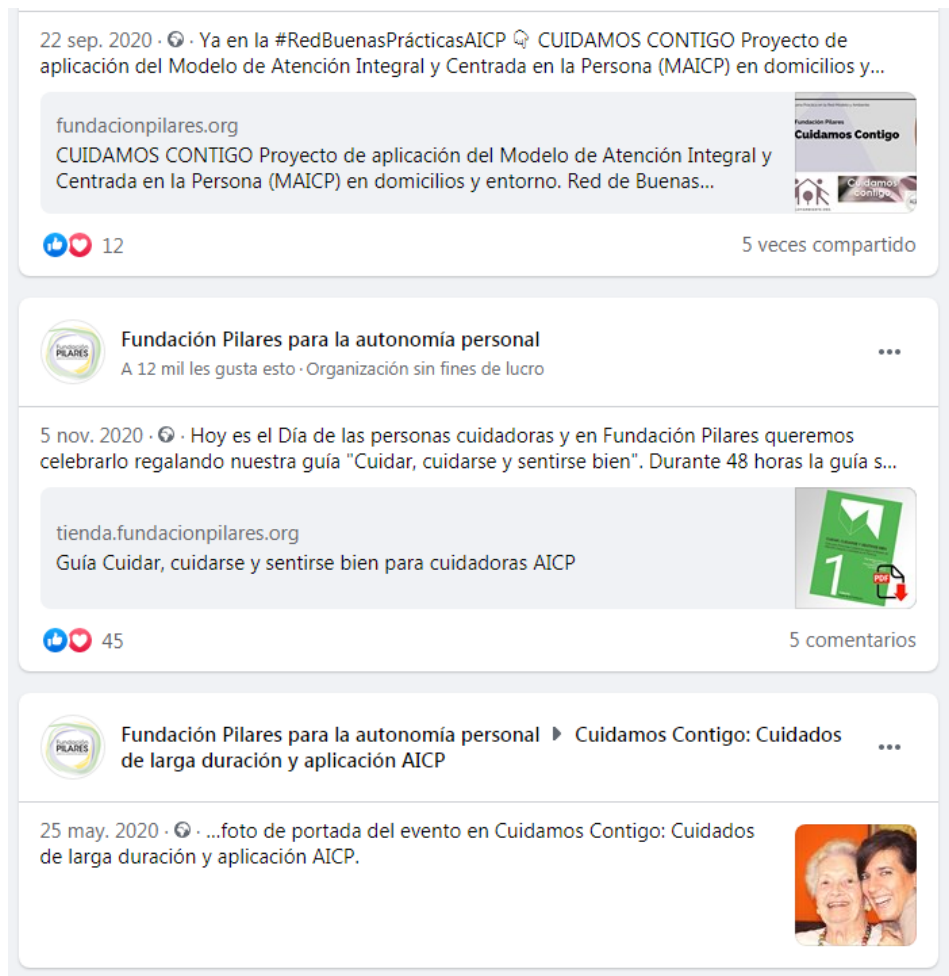 22 sep. 2020 · · Ya en la #RedBuenasPrácticasAICP 👇 CUIDAMOS CONTIGO Proyecto de
aplicación del Modelo de Atención Integral y Centrada en la Persona (MAICP) en domicilios y...
fundacionpilares.org
CUIDAMOS CONTIGO Proyecto de aplicación del Modelo de Atención Integral y
Centrada en la Persona (MAICP) en domicilios y entorno. Red de Buenas...
Fundación Pilares
Cuidamos Contigo
Cuidamos
contigo
12
5 veces compartido
Fundación
PILARES
Fundación Pilares para la autonomía personal
A 12 mil les gusta esto · Organización sin fines de lucro
5 nov. 2020 · · Hoy es el Día de las personas cuidadoras y en Fundación Pilares queremos
celebrarlo regalando nuestra guía "Cuidar, cuidarse y sentirse bien". Durante 48 horas la guía s...
tienda.fundacionpilares.org
Guía Cuidar, cuidarse y sentirse bien para cuidadoras AICP
1
PDF
45
5 comentarios
Fundación
PILARES
Fundación Pilares para la autonomía personal ▶ Cuidamos Contigo: Cuidados
de larga duración y aplicación AICP
25 may. 2020 · · ...foto de portada del evento en Cuidamos Contigo: Cuidados
de larga duración y aplicación AICP.